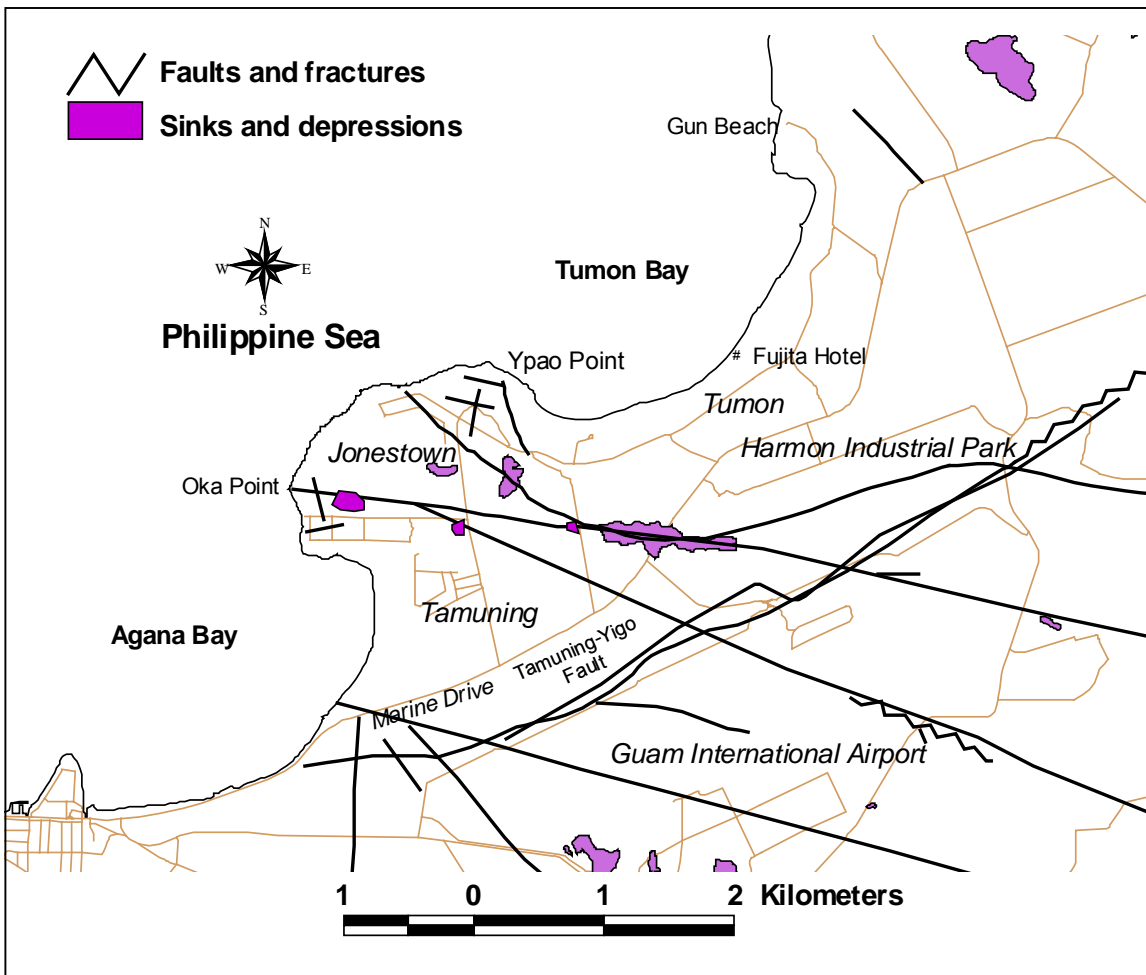 Faults and fractures
Sinks and depressions
Gun Beach
N
W E
S
Tumon Bay
Philippine Sea
Ypao Point
# Fujita Hotel
Tumon
Harmon Industrial Park
Jonestown
Oka Point
Tamuning
Agana Bay
Tamuning-Yigo
Fault
Marine Drive
Guam International Airport
1 0 1 2 Kilometers